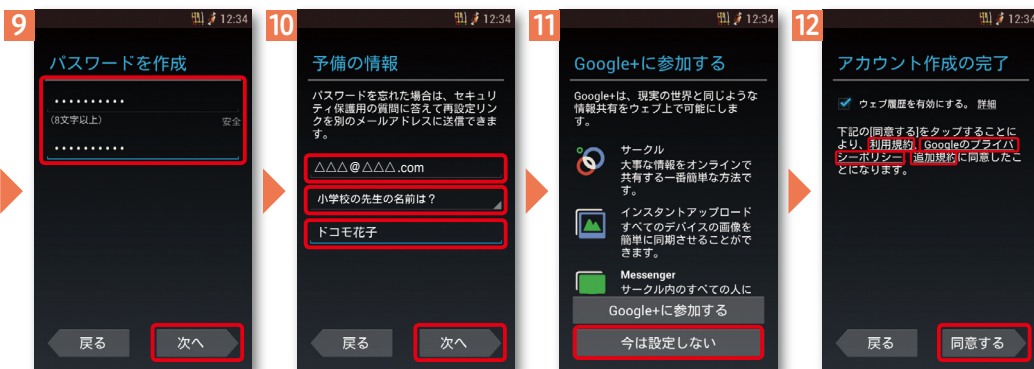 9
12:34
パスワードを作成
(8文字以上)
安全
戻る
次へ
10
12:34
予備の情報
パスワードを忘れた場合は、セキュリ
ティ保護用の質問に答えて再設定リン
クを別のメールアドレスに送信できま
す。
△△△@△△△.com
小学校の先生の名前は?
ドコモ花子
戻る
次へ
11
12:34
Google+に参加する
Google+は、現実の世界と同じような
情報共有をウェブ上で可能にしま
す。
サークル
大事な情報をオンラインで
共有する一番簡単な方法で
す。
インスタントアップロード
すべてのデバイスの画像を
簡単に同期させることがで
きます。
Messenger
サークル内のすべての人に
Google+に参加する
今は設定しない
12
12:34
アカウント作成の完了
ウェブ履歴を有効にする。 詳細
下記の[同意する]をタップすることに
より、利用規約、Googleのプライバ
シーポリシー、追加規約に同意したこ
とになります。
戻る
同意する